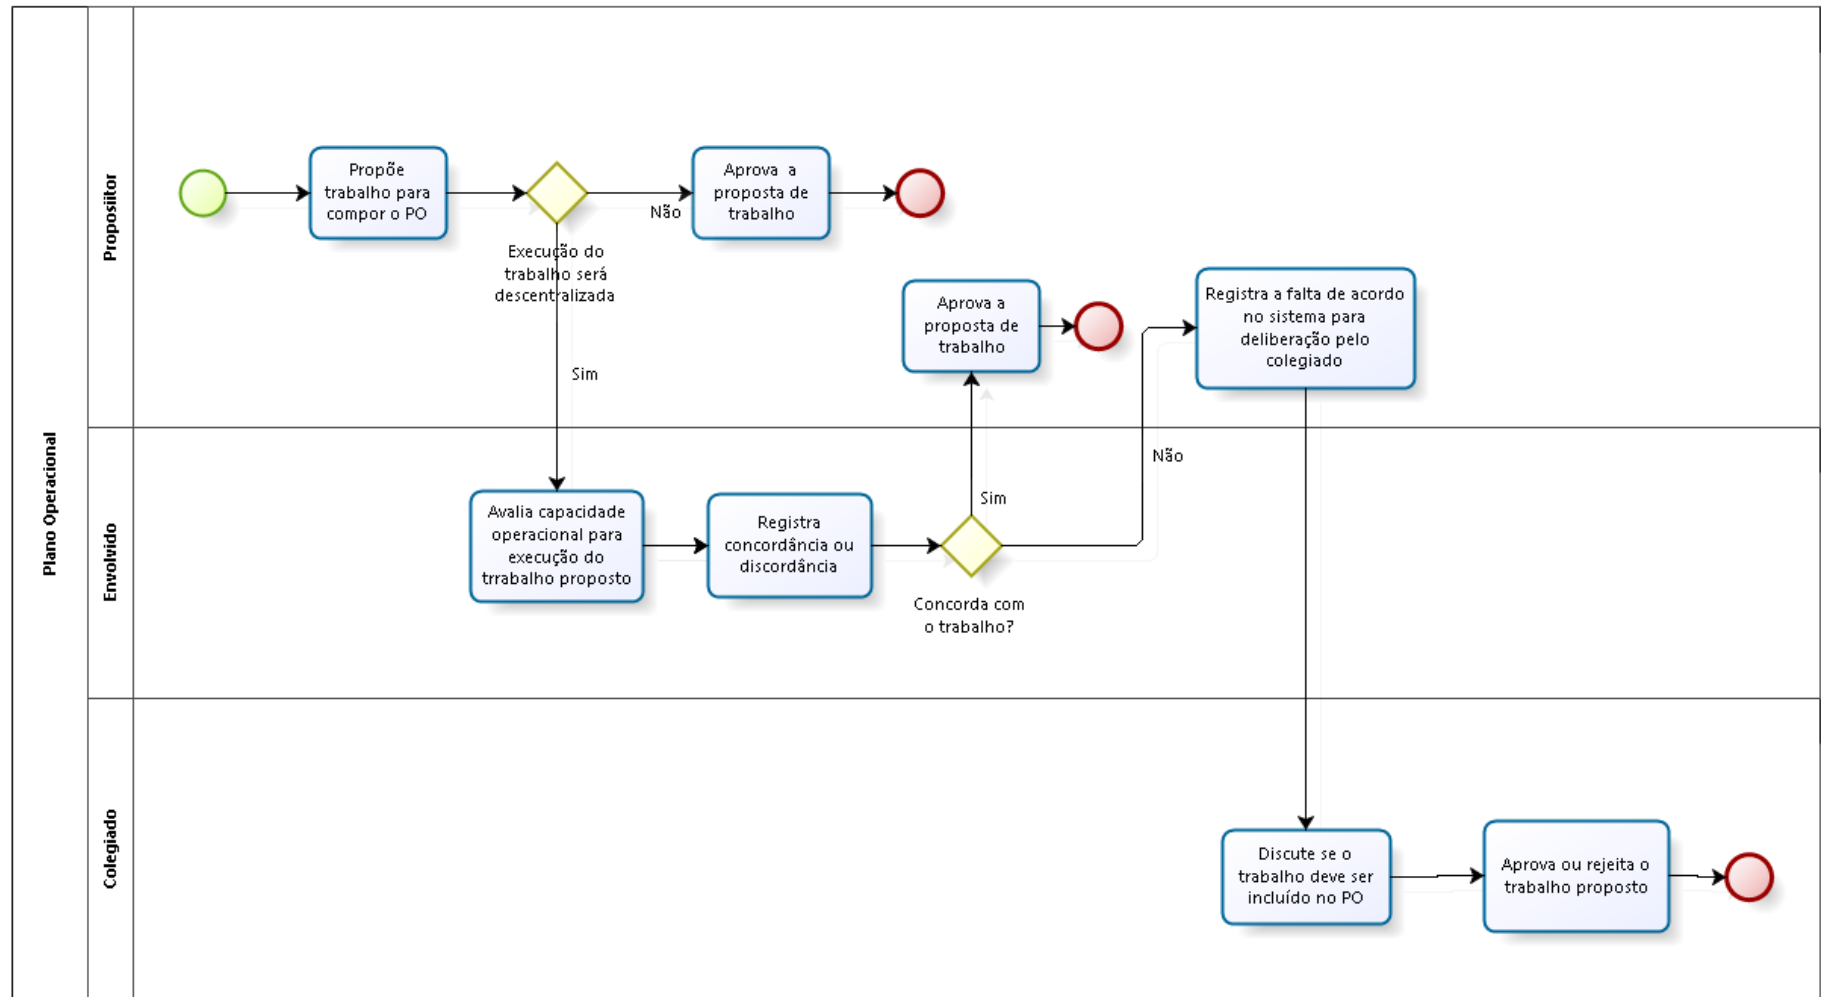 Plano Operacional
Proposiitor
Propõe
trabalho para
compor o PO
Execução do
trabalho será
descentralizada
Não
Aprova  a
proposta de
trabalho
Sim
Aprova a
proposta de
trabalho
Registra a falta de acordo
no sistema para
deliberação pelo
colegiado
Envolvido
Avalia capacidade
operacional para
execução do
trrabalho proposto
Registra
concordância ou
discordância
Concorda com
o trabalho?
Sim
Não
Colegiado
Discute se o
trabalho deve ser
incluído no PO
Aprova ou rejeita o
trabalho proposto